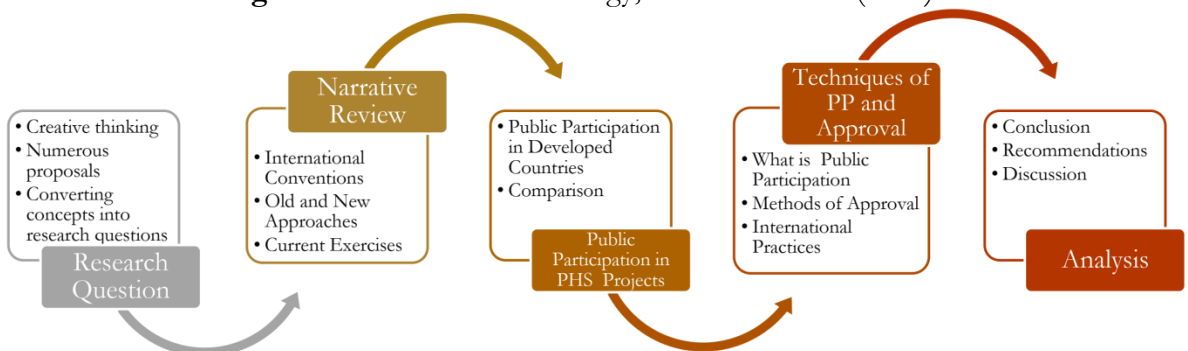 • Creative thinking
• Numerous
proposals
• Converting
concepts into
research questions
Research
Question
Narrative
Review
• International
Conventions
• Old and New
Approaches
• Current Exercises
• Public Participation
in Developed
Countries
• Comparison
Public
Participation in
PHS Projects
Techniques of
PP and
Approval
• What is Public
Participation
• Methods of Approval
• International
Practices
• Conclusion
• Recommendations
• Discussion
Analysis